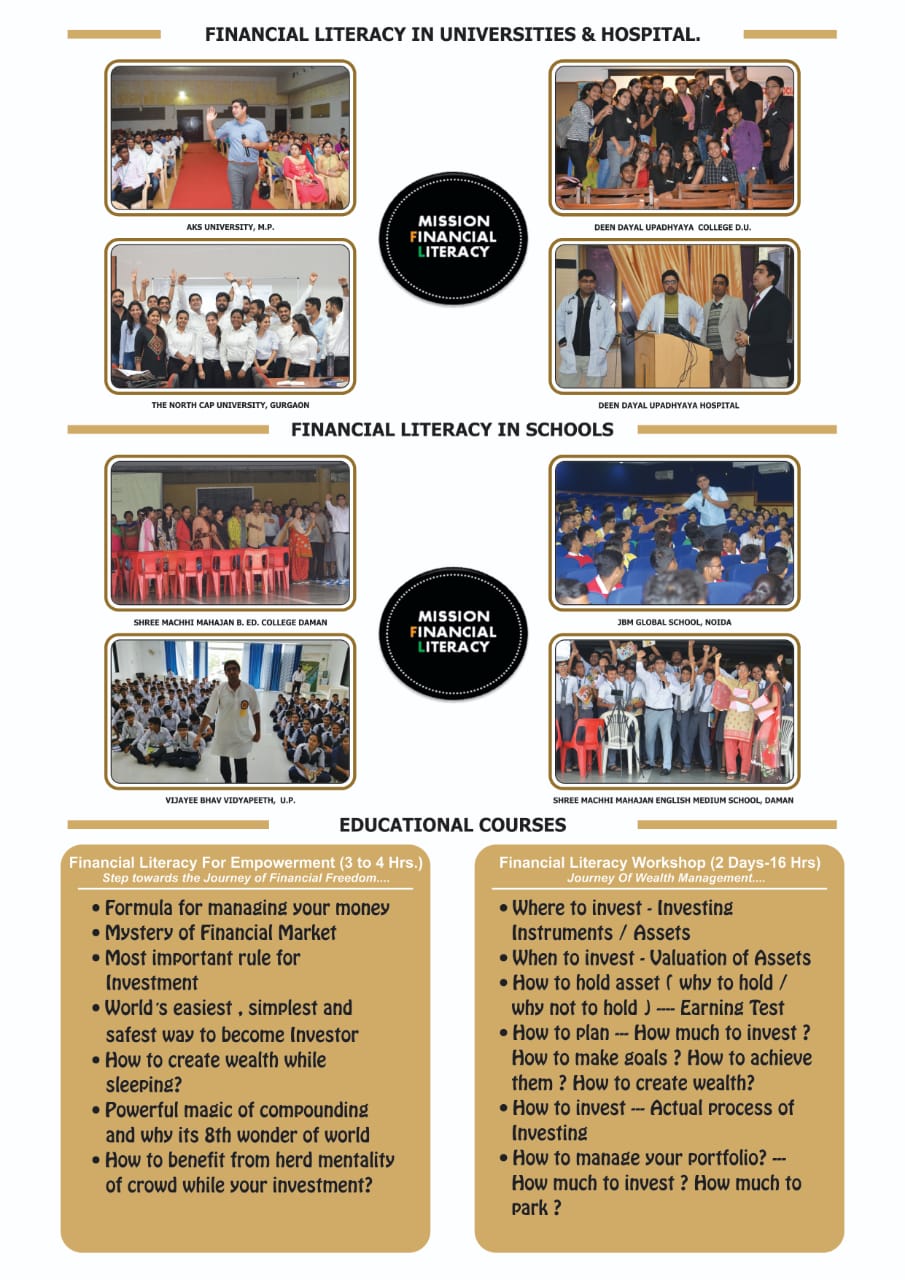 FINANCIAL LITERACY IN UNIVERSITIES & HOSPITAL.
AKS UNIVERSITY, M.P.
MISSION
FINANCIAL
LITERACY
DEEN DAYAL UPADHYAYA COLLEGE D.U.
THE NORTH CAP UNIVERSITY, GURGAON
DEEN DAYAL UPADHYAYA HOSPITAL
FINANCIAL LITERACY IN SCHOOLS
SHREE MACHHI MAHAJAN B. ED. COLLEGE DAMAN
MISSION
FINANCIAL
LITERACY
JBM GLOBAL SCHOOL, NOIDA
VIJAYEE BHAV VIDYAPEETH, U.P.
SHREE MACHHI MAHAJAN ENGLISH MEDIUM SCHOOL, DAMAN
EDUCATIONAL COURSES
Financial Literacy For Empowerment (3 to 4 Hrs.)
Step towards the Journey of Financial Freedom....
• Formula for managing your money
• Mystery of Financial Market
• Most important rule for
Investment
• World's easiest , simplest and
safest way to become Investor
• How to create wealth while
sleeping?
• Powerful magic of compounding
and why its 8th wonder of world
• How to benefit from herd mentality
of crowd while your investment?
Financial Literacy Workshop (2 Days-16 Hrs)
Journey Of Wealth Management....
• Where to invest - Investing
Instruments / Assets
• When to invest - Valuation of Assets
• How to hold asset ( why to hold /
why not to hold ) ---- Earning Test
• How to plan --- How much to invest ?
How to make goals ? How to achieve
them ? How to create wealth?
• How to invest --- Actual process of
Investing
• How to manage your portfolio? ---
How much to invest ? How much to
park ?